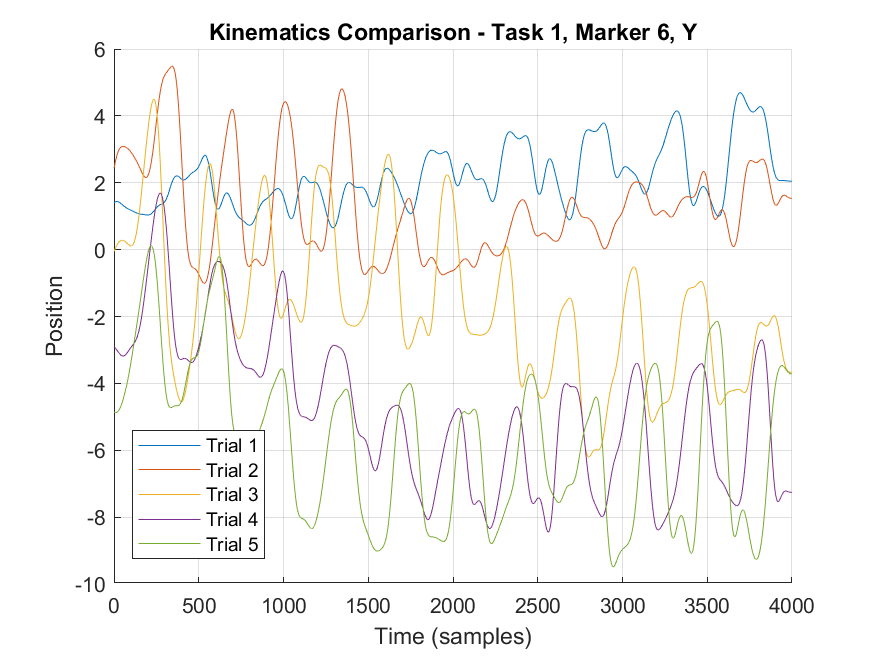 Kinematics Comparison - Task 1, Marker 6, Y
6
4
2
0
-2
-4
-6
-8
-10
Position
Trial 1
Trial 2
Trial 3
Trial 4
Trial 5
0 500 1000 1500 2000 2500 3000 3500 4000
Time (samples)